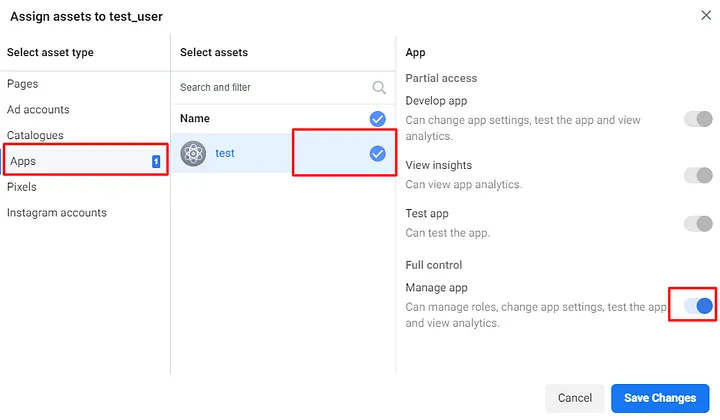 Assign assets to test_user
Select asset type
Pages
Ad accounts
Catalogues
Apps
1
Pixels
Instagram accounts
Select assets
Search and filter
Name
test
App
Partial access
Develop app
Can change app settings, test the app and view
analytics.
View insights
Can view app analytics.
Test app
Can test the app.
Full control
Manage app
Can manage roles, change app settings, test the app
and view analytics.
Cancel
Save Changes